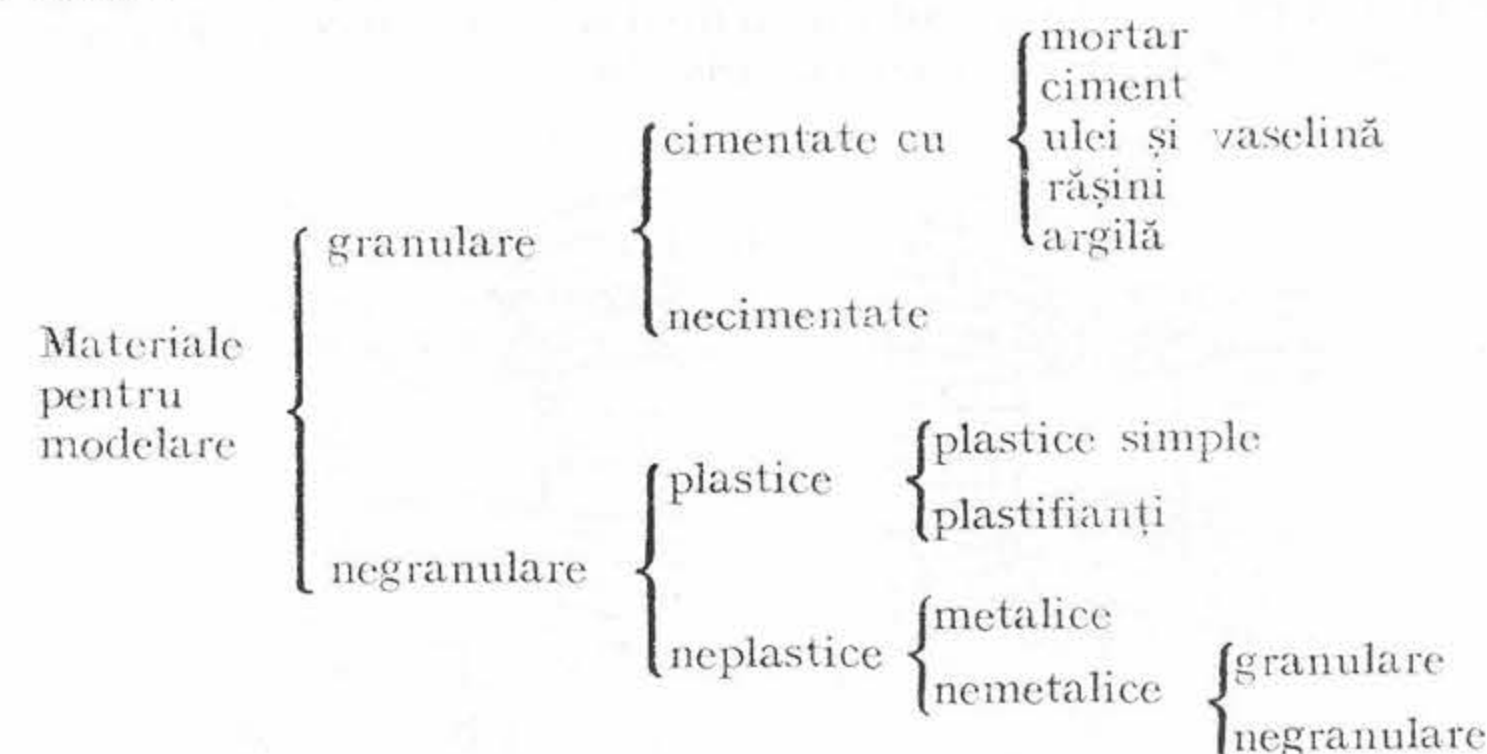 mortar
ciment
cimentate cu
ulei și vaselină
rășini
argilă
granulare
necimentate
Materiale
pentru
modelare
plastice simple
plastice
plastifianți
negranulare
metalice
neplastice
nemetalice
granulare
negranulare